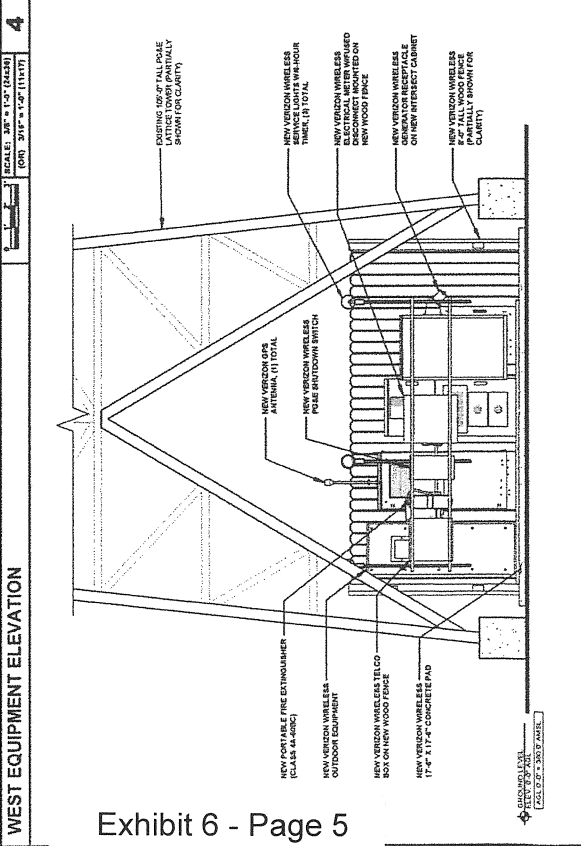 WEST EQUIPMENT ELEVATION
SCALE: 3/8" = 1'-0" (24x36)
(OR) 3/16" = 1'-0" (11x17)
4
EXISTING 105'-0" TALL PG&E
LATTICE TOWER (PARTIALLY
SHOWN FOR CLARITY)
NEW VERIZON WIRELESS
SERVICE LIGHTS W/4-HOUR
TIMER, (2) TOTAL
NEW VERIZON WIRELESS
ELECTRICAL METER W/FUSED
DISCONNECT MOUNTED ON
NEW WOOD FENCE
NEW VERIZON WIRELESS
GENERATOR RECEPTACLE
ON NEW INTERSECT CABINET
NEW VERIZON WIRELESS
8'-0" TALL WOOD FENCE
(PARTIALLY SHOWN FOR
CLARITY)
NEW VERIZON GPS
ANTENNA, (1) TOTAL
NEW VERIZON WIRELESS
PG&E SHUTDOWN SWITCH
NEW PORTABLE FIRE EXTINGUISHER
(CLASS
NEW VERIZON WIRELESS
OUTDOOR EQUIPMENT
NEW VERIZON WIRELESS TELCO
BOX ON NEW WOOD FENCE
NEW VERIZON WIRELESS
17'-6" X 17'-6" CONCRETE PAD
GROUND LEVEL
ELEV. 0'-0" AGL
AGL 0'-0" = 380.0' AMSL
Exhibit 6 - Page 5